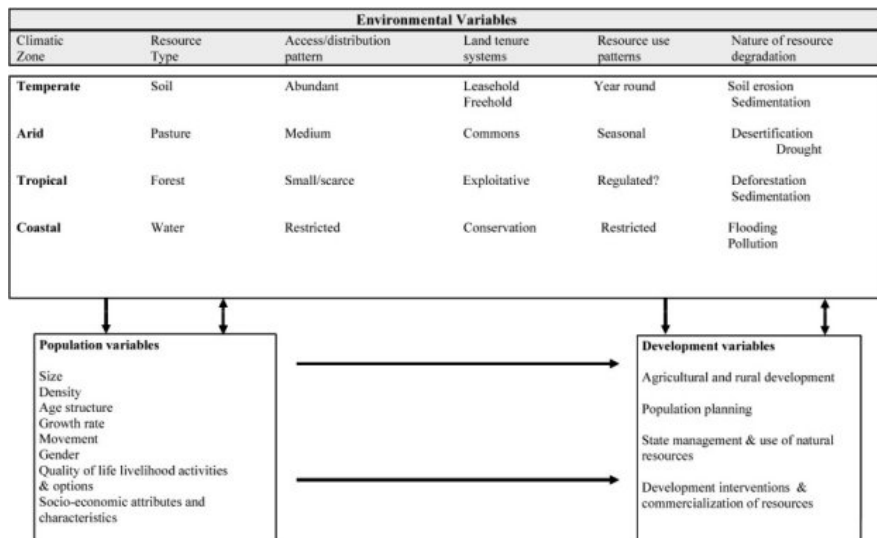 Environmental Variables
Climatic Resource Access/distribution Land tenure Resource use Nature of resource
Zone Type pattern systems patterns degradation
Temperate Soil Abundant Leasehold Year round Soil erosion
Freehold Sedimentation
Arid Pasture Medium Commons Seasonal Desertification
Drought
Tropical Forest Small/scarce Exploitative Regulated? Deforestation
Sedimentation
Coastal Water Restricted Conservation Restricted Flooding
Pollution
Population variables
Size
Density
Age structure
Growth rate
Movement
Gender
Quality of life livelihood activities
& options
Socio-economic attributes and
characteristics
Development variables
Agricultural and rural development
Population planning
State management & use of natural
resources
Development interventions &
commercialization of resources